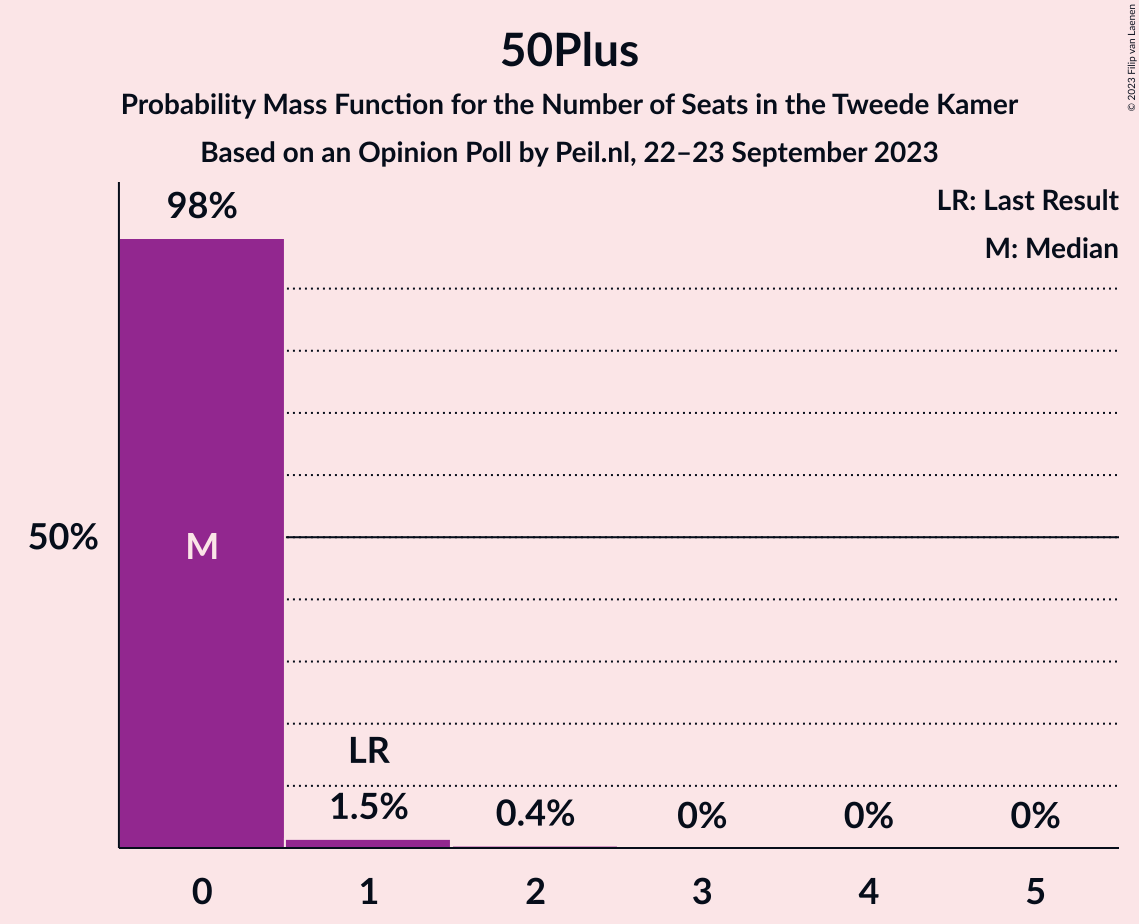 50Plus
Probability Mass Function for the Number of Seats in the Tweede Kamer
Based on an Opinion Poll by Peil.nl, 22–23 September 2023
© 2023 Filip van Laenen
LR: Last Result
M: Median
98%
50%
M
LR
1.5%
0.4%
0%
0%
0%
0
1
2
3
4
5